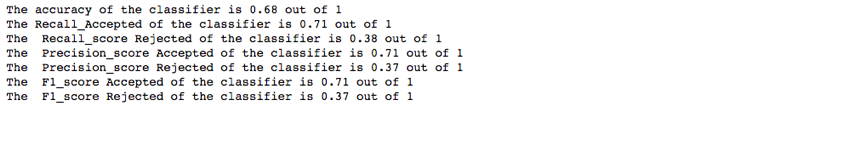 The accuracy of the classifier is 0.68 out of 1
The Recall_Accepted of the classifier is 0.71 out of 1
The  Recall_score Rejected of the classifier is 0.38 out of 1
The  Precision_score Accepted of the classifier is 0.71 out of 1
The  Precision_score Rejected of the classifier is 0.37 out of 1
The  F1_score Accepted of the classifier is 0.71 out of 1
The  F1_score Rejected of the classifier is 0.37 out of 1